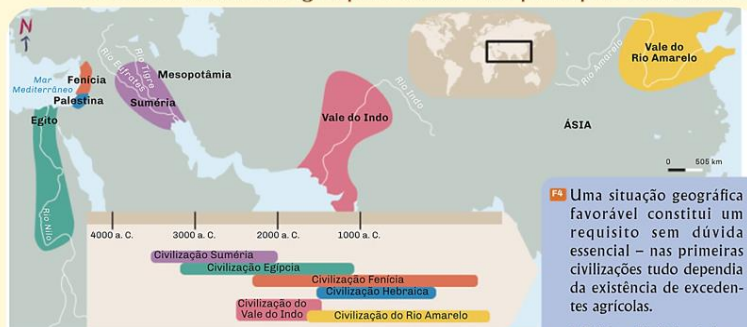 N
Mar
Mediterrâneo
Fenícia
Palestina
Egito
Rio Nilo
Rio Eufrates
Rio Tigre
Mesopotâmia
Suméria
Vale do Indo
Rio Indo
ÁSIA
Rio Amarelo
Vale do
Rio Amarelo
0 505 km
4000 a. C. 3000 a. C. 2000 a. C. 1000 a. C.
Civilização Suméria
Civilização Egípcia
Civilização Fenícia
Civilização Hebraica
Civilização do
Vale do Indo
Civilização do Rio Amarelo
F4 Uma situação geográfica
favorável constitui um
requisito sem dúvida
essencial – nas primeiras
civilizações tudo dependia
da existência de exceden-
tes agrícolas.